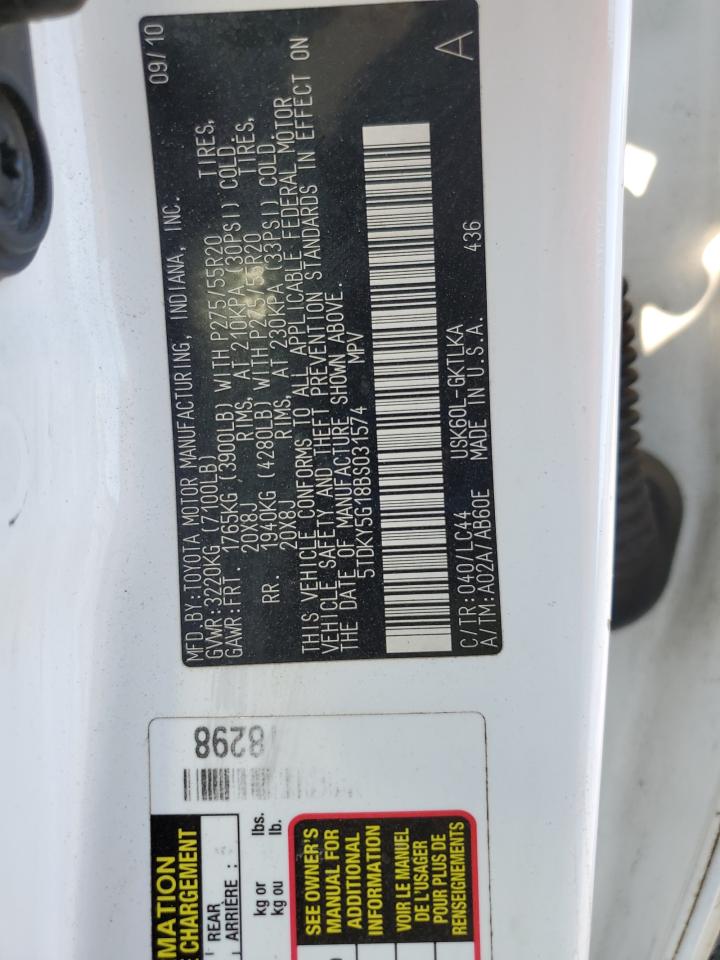 MFD BY:TOYOTA MOTOR MANUFACTURING, INDIANA, INC. 09/10
GVWR:3220KG (7100LB)
GAWR:FRT. 1765KG (3900LB) WITH P275/55R20 TIRES,
20X8J RIMS, AT 210KPA (30PSI) COLD.
RR. 1940KG (4280LB) WITH P275/55R20 TIRES,
20X8J RIMS, AT 230KPA (33PSI) COLD.
THIS VEHICLE CONFORMS TO ALL APPLICABLE FEDERAL MOTOR
VEHICLE SAFETY AND THEFT PREVENTION STANDARDS IN EFFECT ON
THE DATE OF MANUFACTURE SHOWN ABOVE.
5TDKY5G18BS031574 MPV
C/TR:040/LC44 USK60L-GKTLKA
A/TM:A02A/AB60E MADE IN U.S.A. 436 A
8298
MATION
CHARGEMENT
REAR
ARRIÈRE :
kg or lbs.
kg ou lb.
SEE OWNER'S
MANUAL FOR
ADDITIONAL
INFORMATION
VOIR LE MANUEL
DE L'USAGER
POUR PLUS DE
RENSEIGNEMENTS